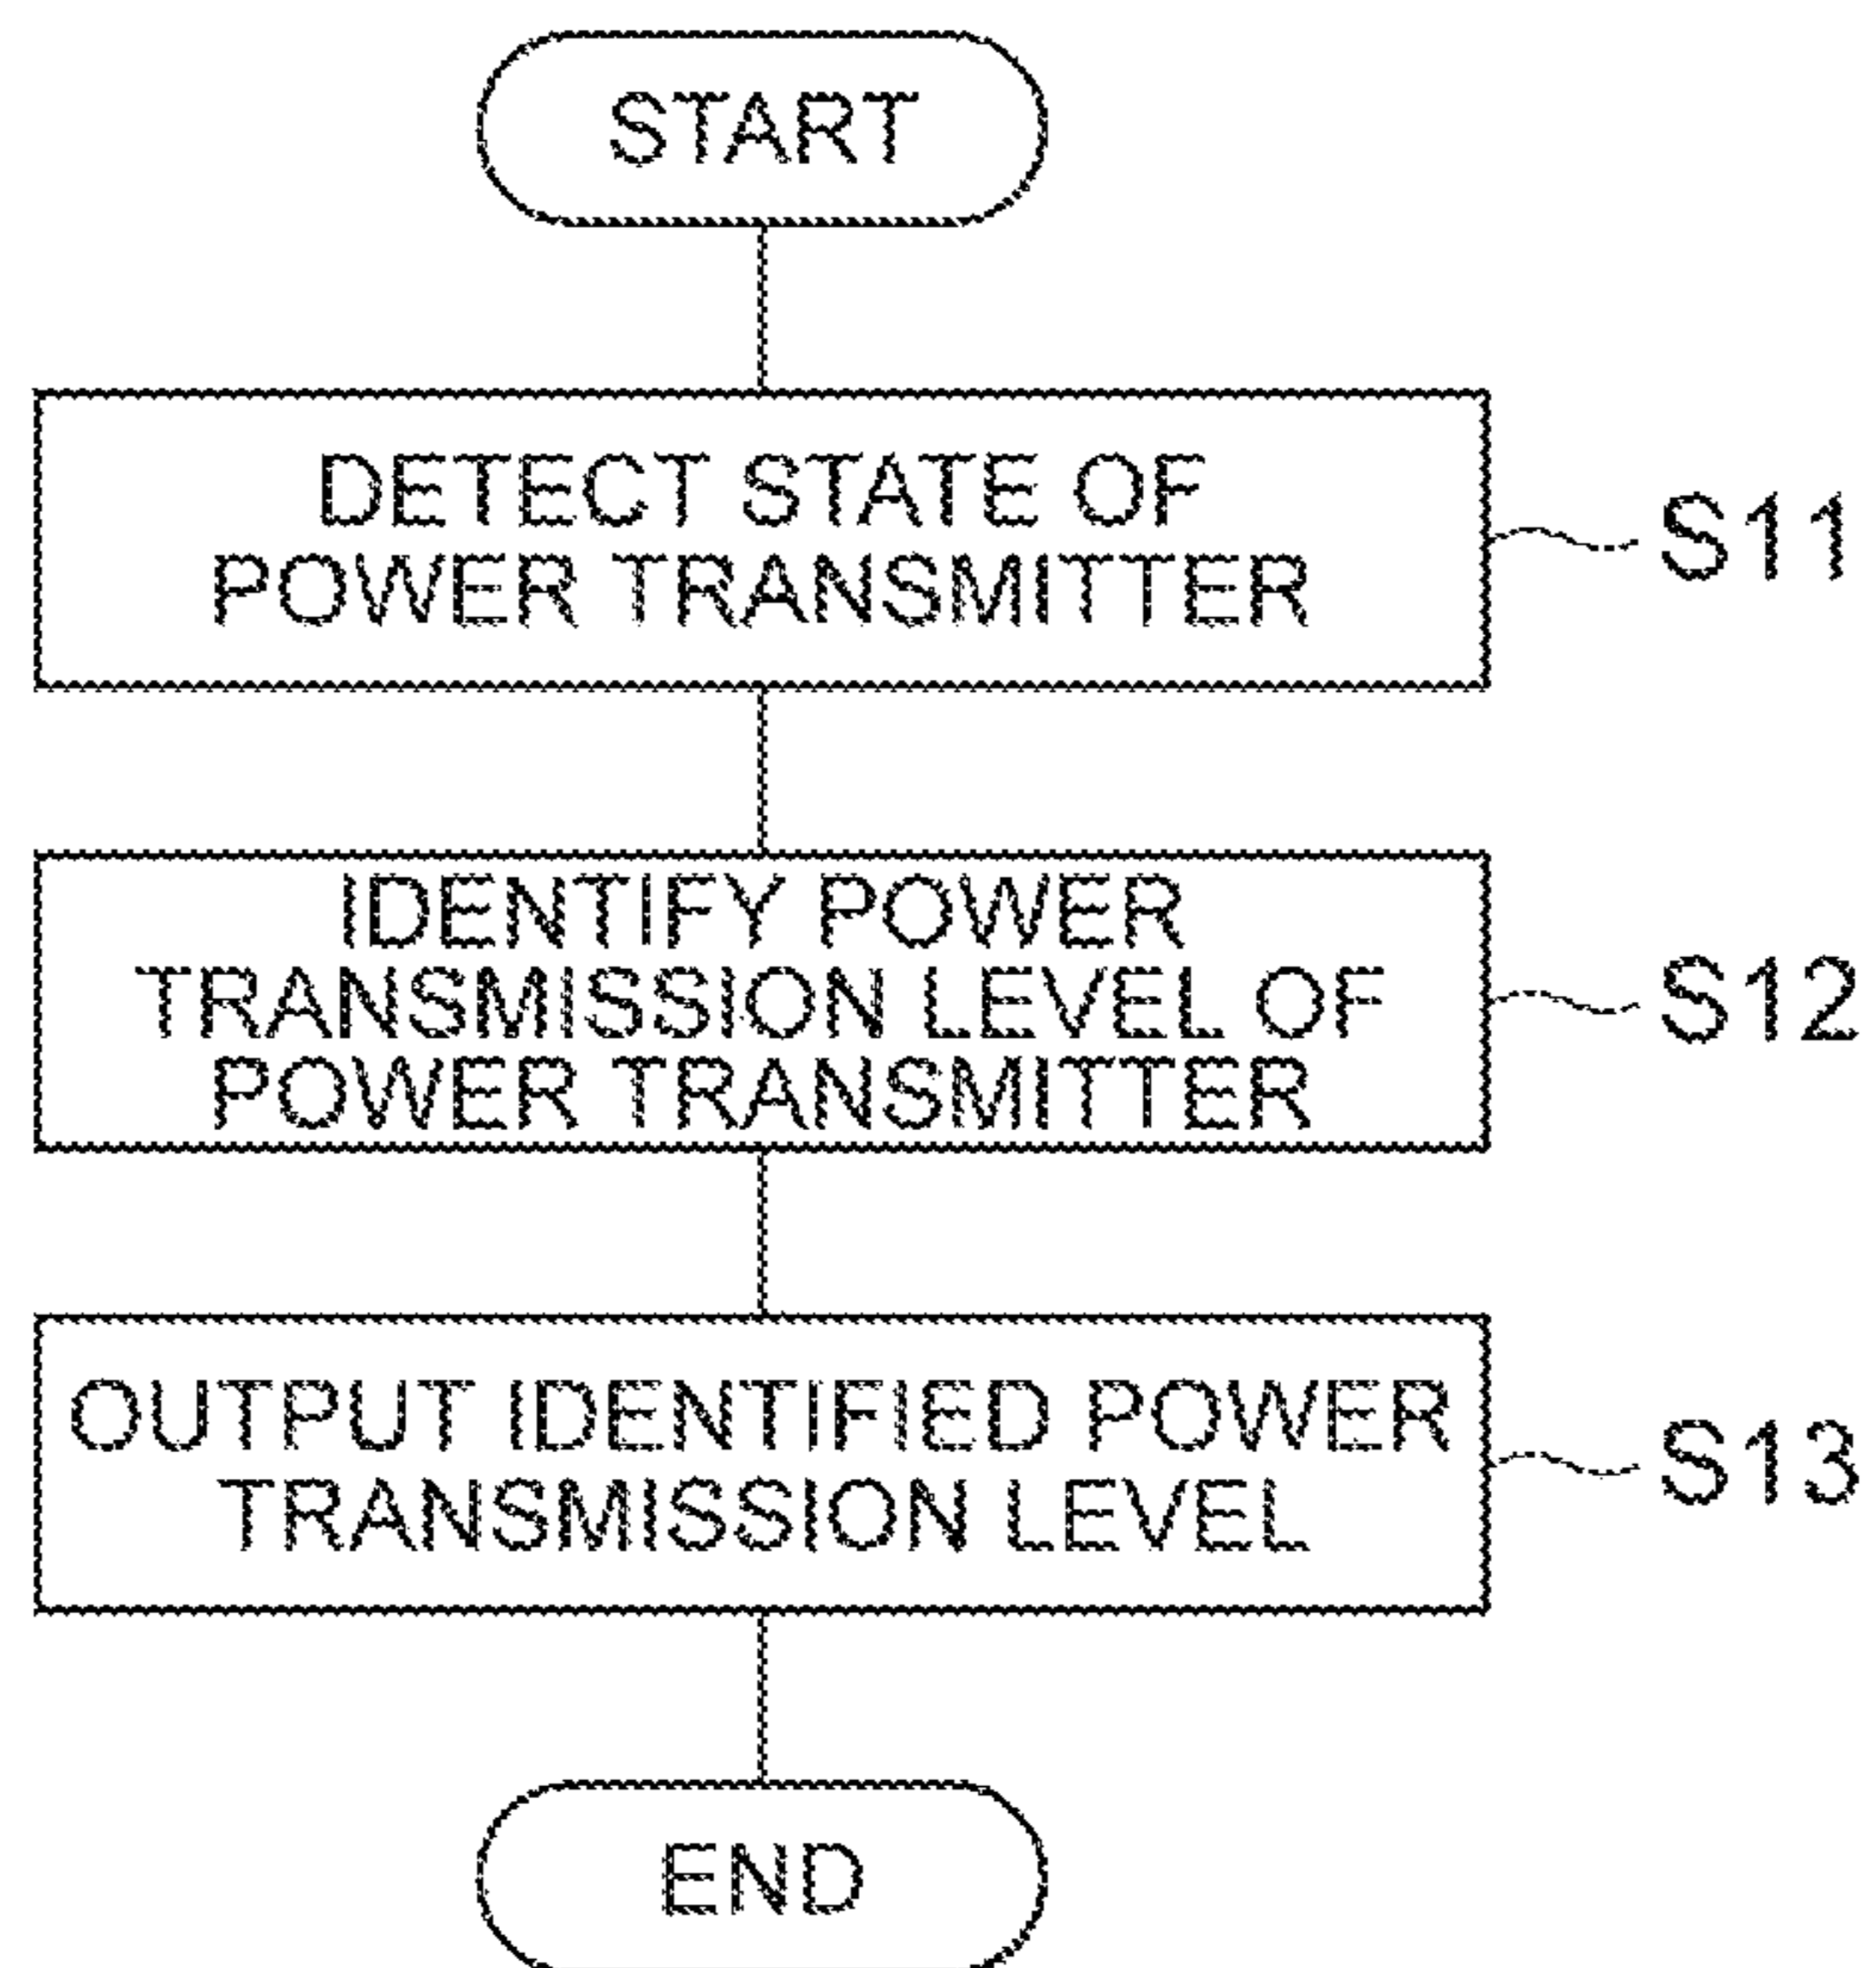 START
DETECT STATE OF
POWER TRANSMITTER
S11
IDENTIFY POWER
TRANSMISSION LEVEL OF
POWER TRANSMITTER
S12
OUTPUT IDENTIFIED POWER
TRANSMISSION LEVEL
S13
END